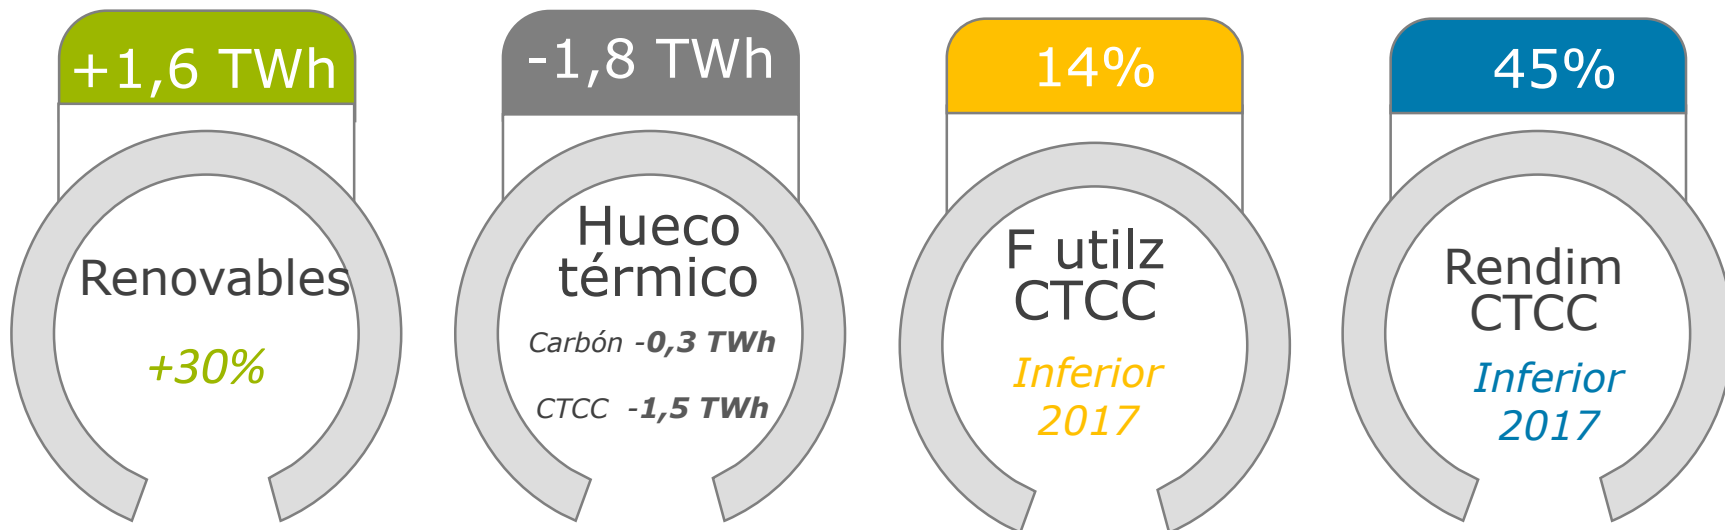 +1,6 TWh
Renovables
+30%
-1,8 TWh
Hueco
térmico
Carbón -0,3 TWh
CTCC -1,5 TWh
14%
F utilz
CTCC
Inferior
2017
45%
Rendim
CTCC
Inferior
2017